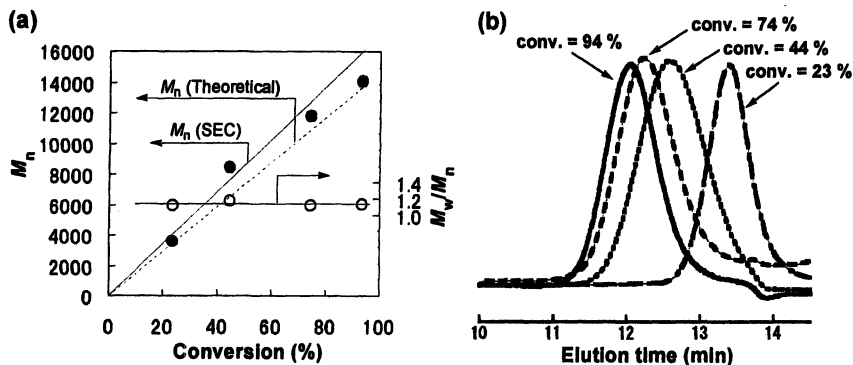 (a)
16000
14000
12000
10000
8000
6000
4000
2000
0
Mn
Mn (Theoretical)
Mn (SEC)
1.4
1.2
1.0
Mw/Mn
0 20 40 60 80 100
Conversion (%)
(b)
conv. = 94 %
conv. = 74 %
conv. = 44 %
conv. = 23 %
10 11 12 13 14
Elution time (min)